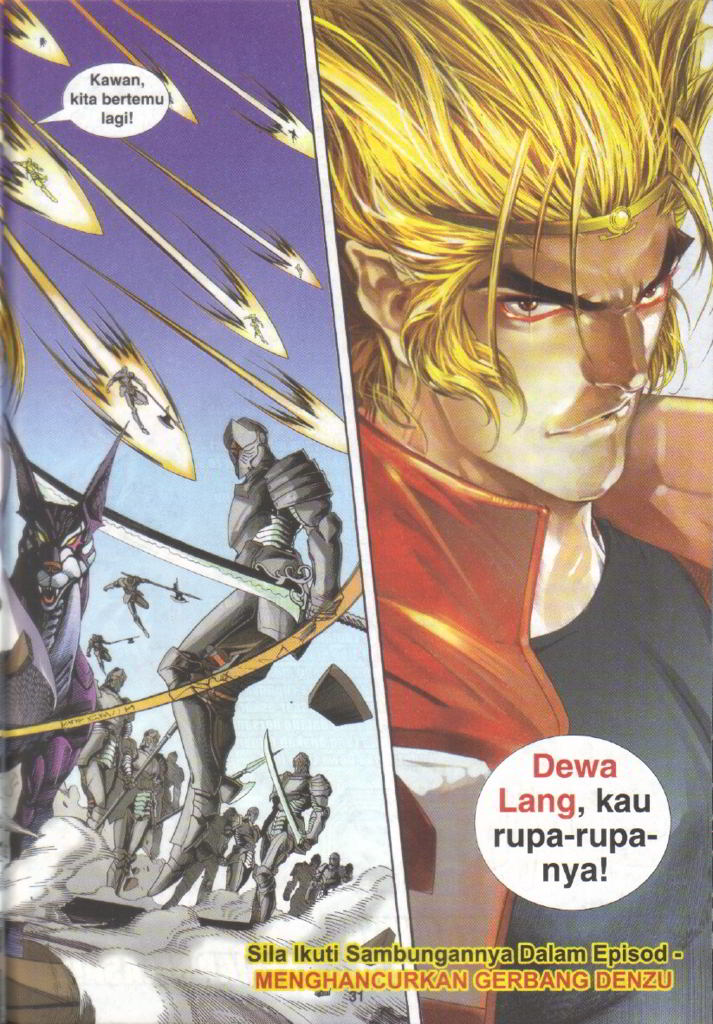 Kawan,
kita bertemu
lagi!
Dewa
Lang, kau
rupa-rupa-
nya!
Sila Ikuti Sambungannya Dalam Episod -
MENGHANCURKAN GERBANG DENZU
31